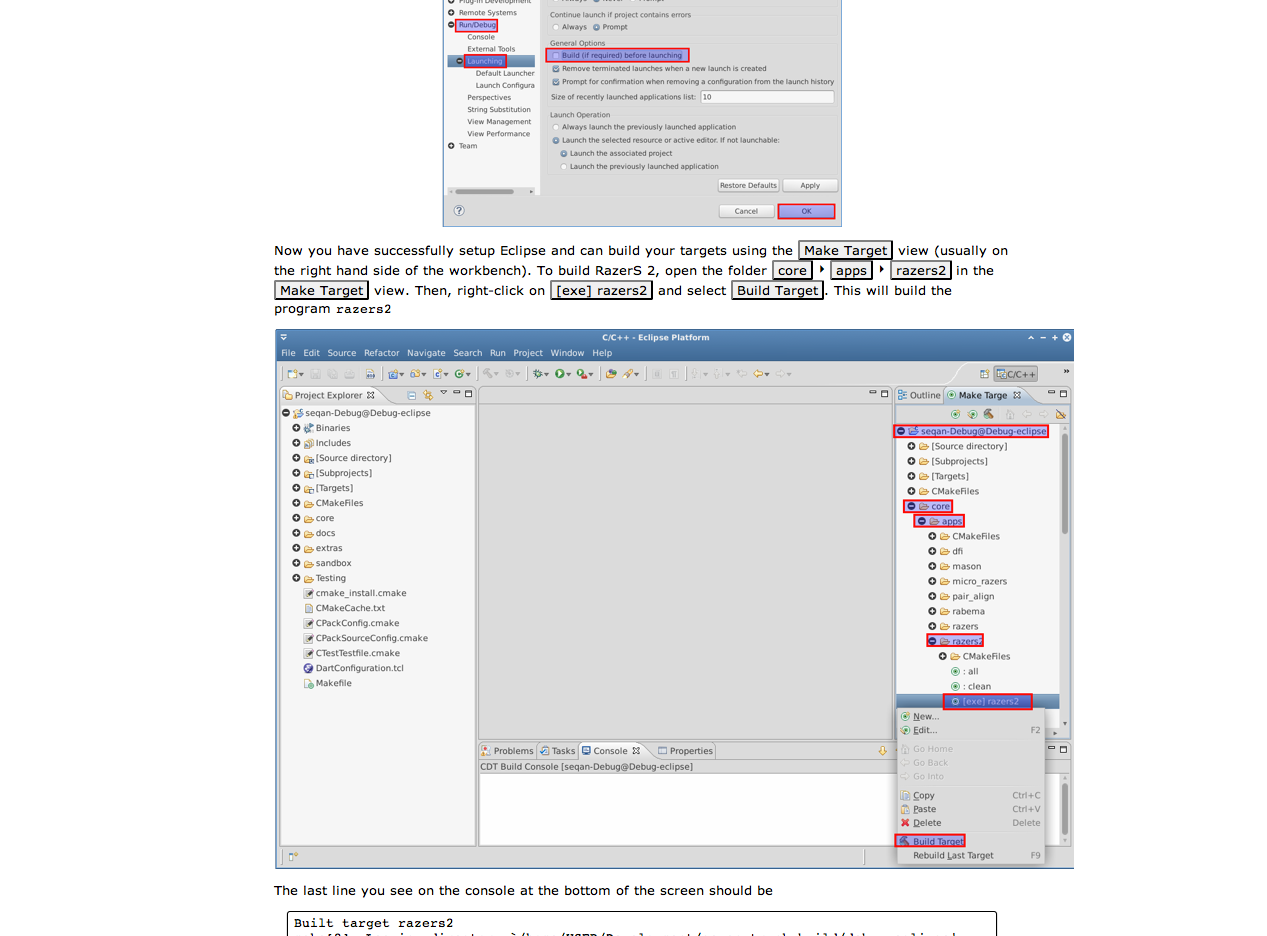 Plug-in Development
Always Never Prompt
Remote Systems
Run/Debug
Console
External Tools
Launching
Default Launcher
Launch Configura
Perspectives
String Substitution
View Management
View Performance
Team
Continue launch if project contains errors
Always Prompt
General Options
Build (if required) before launching
Remove terminated launches when a new launch is created
Prompt for confirmation when removing a configuration from the launch history
Size of recently launched applications list: 10
Launch Operation
Always launch the previously launched application
Launch the selected resource or active editor. If not launchable:
Launch the associated project
Launch the previously launched application
Restore Defaults Apply
? Cancel OK
Now you have successfully setup Eclipse and can build your targets using the Make Target view (usually on
the right hand side of the workbench). To build RazerS 2, open the folder core ‣ apps ‣ razers2 in the
Make Target view. Then, right-click on [exe] razers2 and select Build Target. This will build the
program razers2
C/C++ - Eclipse Platform
File Edit Source Refactor Navigate Search Run Project Window Help
C/C++ »
Project Explorer
seqan-Debug@Debug-eclipse
Binaries
Includes
[Source directory]
[Subprojects]
[Targets]
CMakeFiles
core
docs
extras
sandbox
Testing
cmake_install.cmake
CMakeCache.txt
CPackConfig.cmake
CPackSourceConfig.cmake
CTestTestfile.cmake
DartConfiguration.tcl
Makefile
Outline Make Targe
seqan-Debug@Debug-eclipse
[Source directory]
[Subprojects]
[Targets]
CMakeFiles
core
apps
CMakeFiles
dfi
mason
micro_razers
pair_align
rabema
razers
razers2
CMakeFiles
: all
: clean
[exe] razers2
New...
Edit... F2
Go Home
Go Back
Go Into
Copy Ctrl+C
Paste Ctrl+V
Delete Delete
Build Target
Rebuild Last Target F9
Problems Tasks Console Properties
CDT Build Console [seqan-Debug@Debug-eclipse]
The last line you see on the console at the bottom of the screen should be
Built target razers2